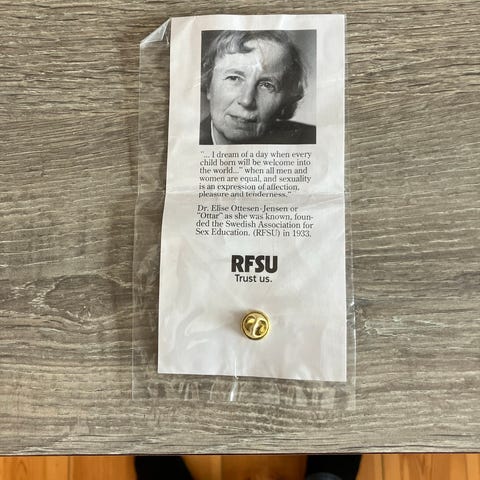 "... I dream of a day when every
child born will be welcome into
the world..." when all men and
women are equal, and sexuality
is an expression of affection,
pleasure and tenderness."
Dr. Elise Ottesen-Jensen or
"Ottar" as she was known, foun-
ded the Swedish Association for
Sex Education. (RFSU) in 1933.
RFSU
Trust us.